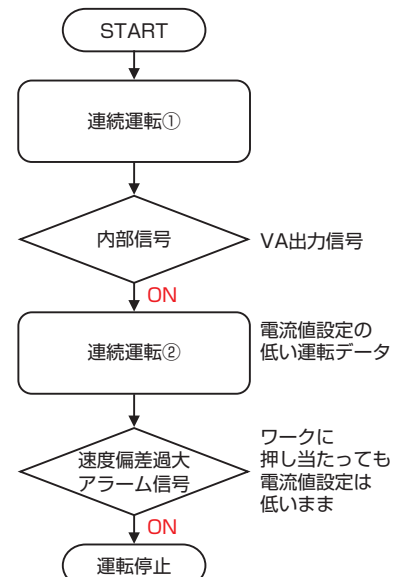 START
連続運転①
内部信号
VA出力信号
ON
連続運転②
電流値設定の
低い運転データ
速度偏差過大
アラーム信号
ワークに
押し当たっても
電流値設定は
低いまま
ON
運転停止